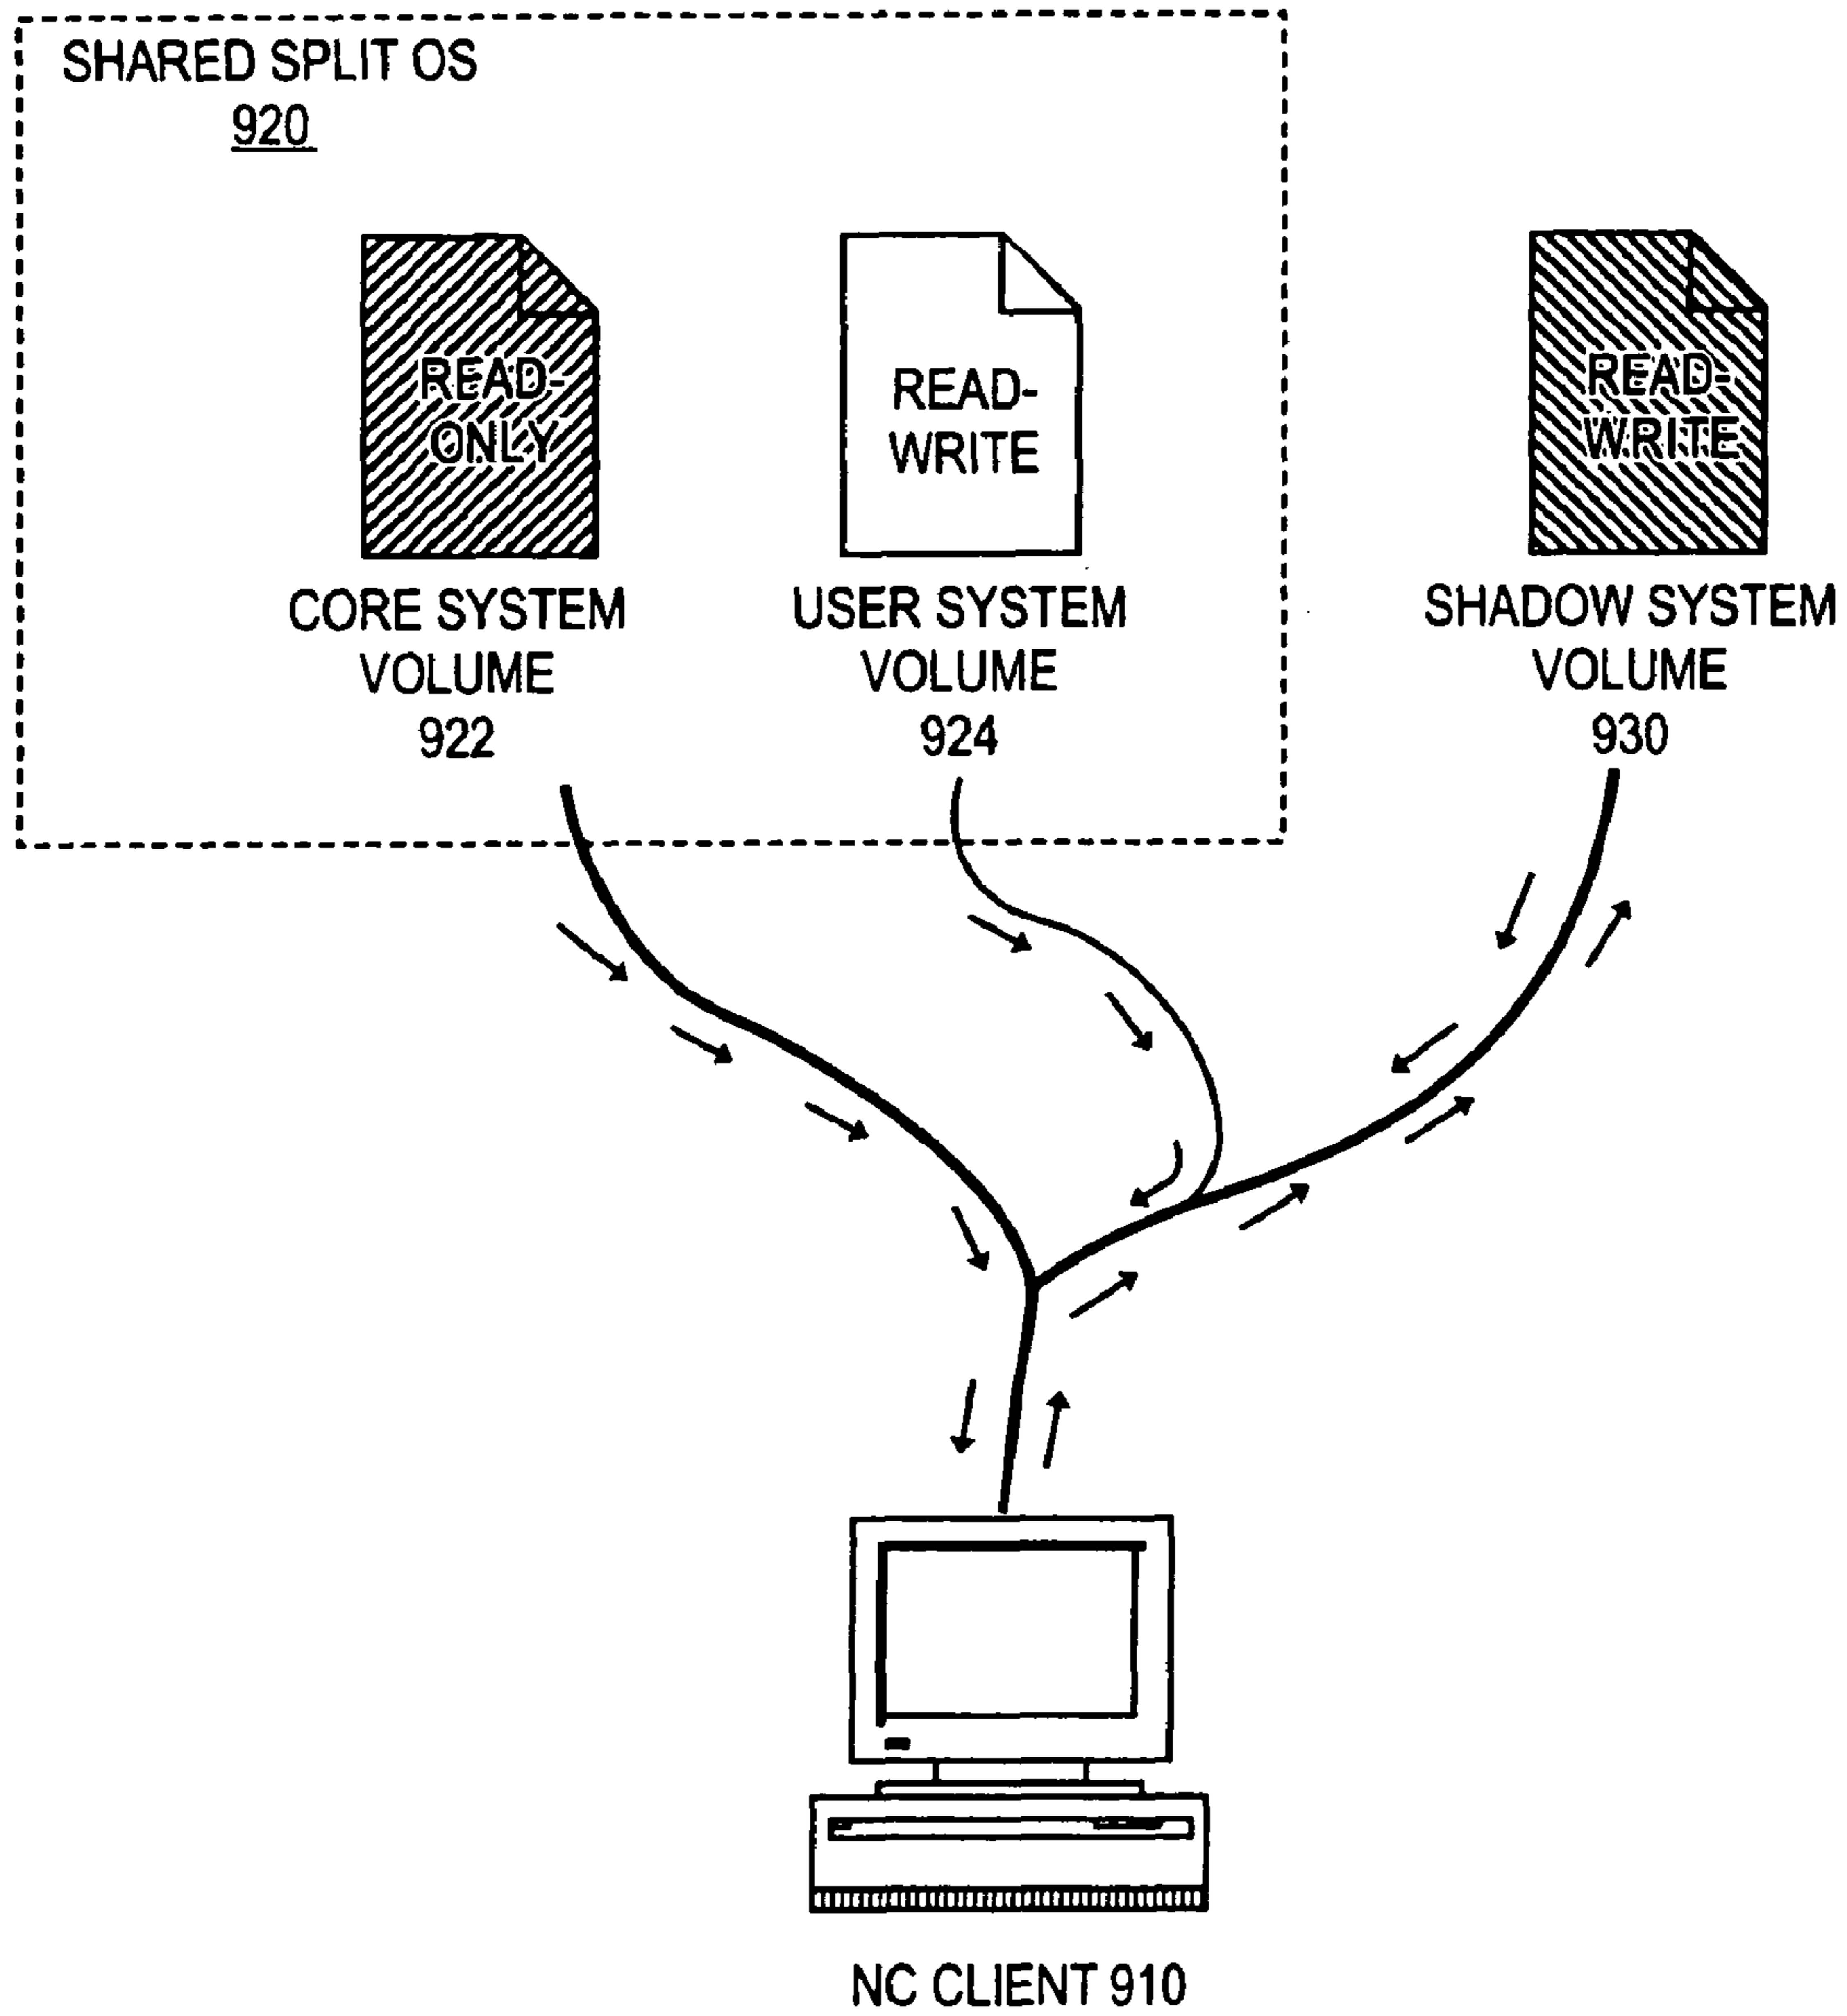 SHARED SPLIT OS
920
READ-
ONLY
CORE SYSTEM
VOLUME
922
READ-
WRITE
USER SYSTEM
VOLUME
924
READ-
WRITE
SHADOW SYSTEM
VOLUME
930
NC CLIENT 910